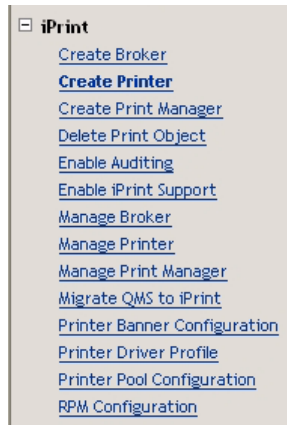 iPrint
Create Broker
Create Printer
Create Print Manager
Delete Print Object
Enable Auditing
Enable iPrint Support
Manage Broker
Manage Printer
Manage Print Manager
Migrate QMS to iPrint
Printer Banner Configuration
Printer Driver Profile
Printer Pool Configuration
RPM Configuration